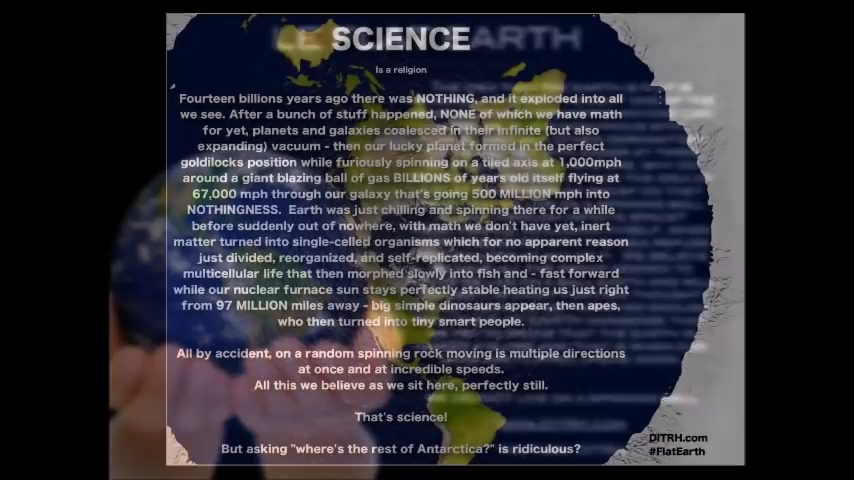 LE SCIENCE ARTH
Is a religion
Fourteen billions years ago there was NOTHING, and it exploded into all
we see. After a bunch of stuff happened, NONE of which we have math
for yet, planets and galaxies coalesced in their infinite (but also
expanding) vacuum - then our lucky planet formed in the perfect
goldilocks position while furiously spinning on a tiled axis at 1,000mph
around a giant blazing ball of gas BILLIONS of years old itself flying at
67,000 mph through our galaxy that's going 500 MILLION mph into
NOTHINGNESS. Earth was just chilling and spinning there for a while
before suddenly out of nowhere, with math we don't have yet, inert
matter turned into single-celled organisms which for no apparent reason
just divided, reorganized, and self-replicated, becoming complex
multicellular life that then morphed slowly into fish and - fast forward
while our nuclear furnace sun stays perfectly stable heating us just right
from 97 MILLION miles away - big simple dinosaurs appear, then apes,
who then turned into tiny smart people.
All by accident, on a random spinning rock moving is multiple directions
at once and at incredible speeds.
All this we believe as we sit here, perfectly still.
That's science!
But asking "where's the rest of Antarctica?" is ridiculous?
DITRH.com
#FlatEarth